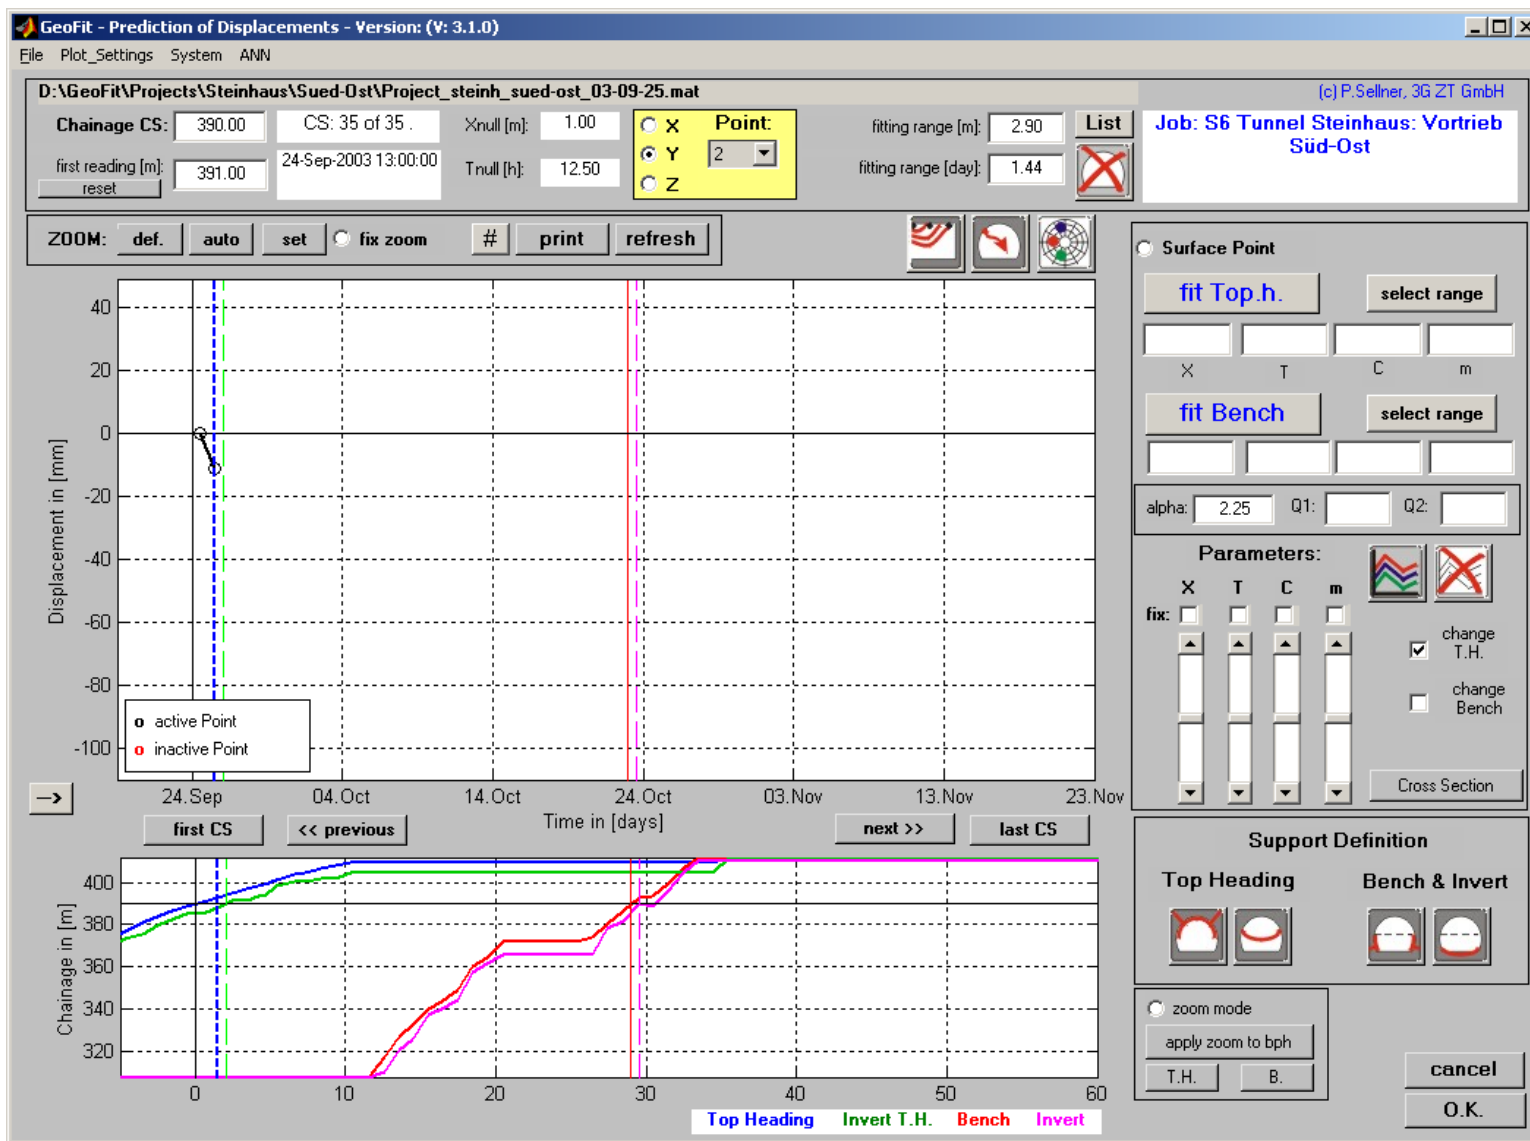 GeoFit - Prediction of Displacements - Version: (V: 3.1.0)
File Plot_Settings System ANN
D:\GeoFit\Projects\Steinhaus\Sued-Ost\Project_steinh_sued-ost_03-09-25.mat
(c) P.Sellner, 3G ZT GmbH
Chainage CS: 390.00 CS: 35 of 35 . Xnull [m]: 1.00 X Point: fitting range [m]: 2.90 List
Job: S6 Tunnel Steinhaus: Vortrieb
Süd-Ost
first reading [m]: 391.00 24-Sep-2003 13:00:00 Tnull [h]: 12.50 Y 2 fitting range [day]: 1.44
reset
Z
ZOOM: def. auto set fix zoom # print refresh
Surface Point
fit Top.h. select range
X T C m
fit Bench select range
alpha: 2.25 Q1: Q2:
Parameters:
X T C m
fix:
change
T.H.
change
Bench
Cross Section
Displacement in [mm]
40
20
0
-20
-40
-60
-80
-100
o active Point
o inactive Point
24.Sep 04.Oct 14.Oct 24.Oct 03.Nov 13.Nov 23.Nov
-->
Time in [days]
first CS << previous next >> last CS
Support Definition
Top Heading Bench & Invert
Chainage in [m]
400
380
360
340
320
0 10 20 30 40 50 60
Top Heading Invert T.H. Bench Invert
zoom mode
apply zoom to bph
T.H. B.
cancel
O.K.